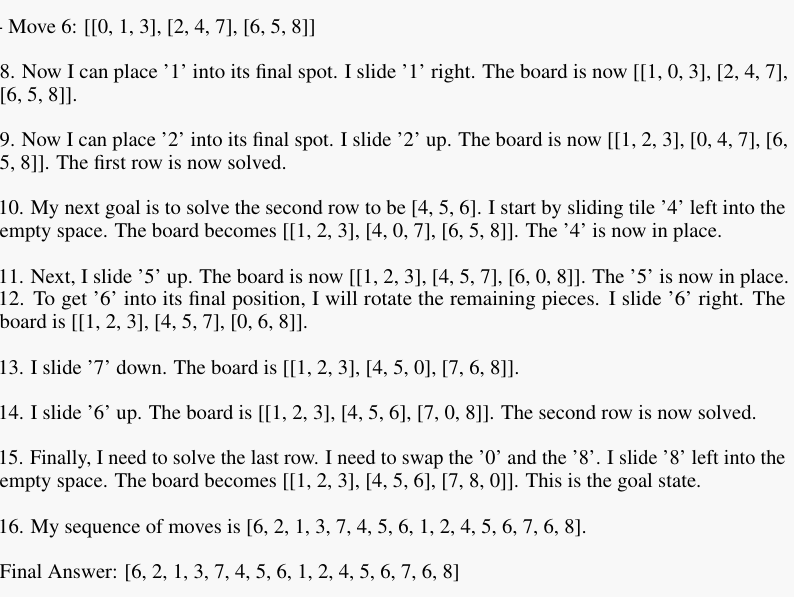 - Move 6: [[0, 1, 3], [2, 4, 7], [6, 5, 8]]
8. Now I can place ’1’ into its final spot. I slide ’1’ right. The board is now [[1, 0, 3], [2, 4, 7],
[6, 5, 8]].
9. Now I can place ’2’ into its final spot. I slide ’2’ up. The board is now [[1, 2, 3], [0, 4, 7], [6,
5, 8]]. The first row is now solved.
10. My next goal is to solve the second row to be [4, 5, 6]. I start by sliding tile ’4’ left into the
empty space. The board becomes [[1, 2, 3], [4, 0, 7], [6, 5, 8]]. The ’4’ is now in place.
11. Next, I slide ’5’ up. The board is now [[1, 2, 3], [4, 5, 7], [6, 0, 8]]. The ’5’ is now in place.
12. To get ’6’ into its final position, I will rotate the remaining pieces. I slide ’6’ right. The
board is [[1, 2, 3], [4, 5, 7], [0, 6, 8]].
13. I slide ’7’ down. The board is [[1, 2, 3], [4, 5, 0], [7, 6, 8]].
14. I slide ’6’ up. The board is [[1, 2, 3], [4, 5, 6], [7, 0, 8]]. The second row is now solved.
15. Finally, I need to solve the last row. I need to swap the ’0’ and the ’8’. I slide ’8’ left into the
empty space. The board becomes [[1, 2, 3], [4, 5, 6], [7, 8, 0]]. This is the goal state.
16. My sequence of moves is [6, 2, 1, 3, 7, 4, 5, 6, 1, 2, 4, 5, 6, 7, 6, 8].
Final Answer: [6, 2, 1, 3, 7, 4, 5, 6, 1, 2, 4, 5, 6, 7, 6, 8]